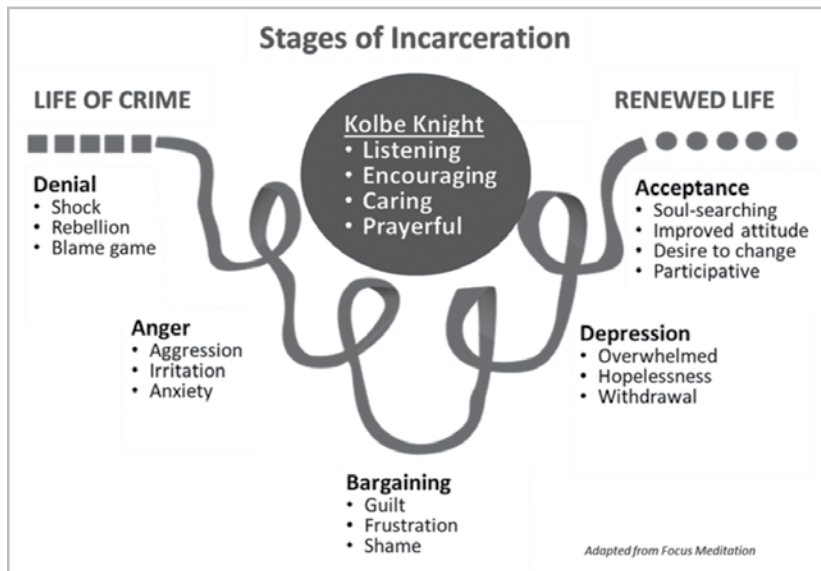 Stages of Incarceration
LIFE OF CRIME
Denial
• Shock
• Rebellion
• Blame game
Anger
• Aggression
• Irritation
• Anxiety
Kolbe Knight
• Listening
• Encouraging
• Caring
• Prayerful
Bargaining
• Guilt
• Frustration
• Shame
Depression
• Overwhelmed
• Hopelessness
• Withdrawal
RENEWED LIFE
Acceptance
• Soul-searching
• Improved attitude
• Desire to change
• Participative
Adapted from Focus Meditation